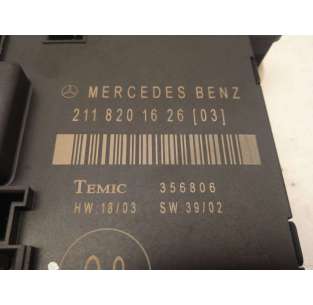 MERCEDES BENZ
211 820 16 26 [03]
TEMIC 356806
HW:18/03 SW:39/02